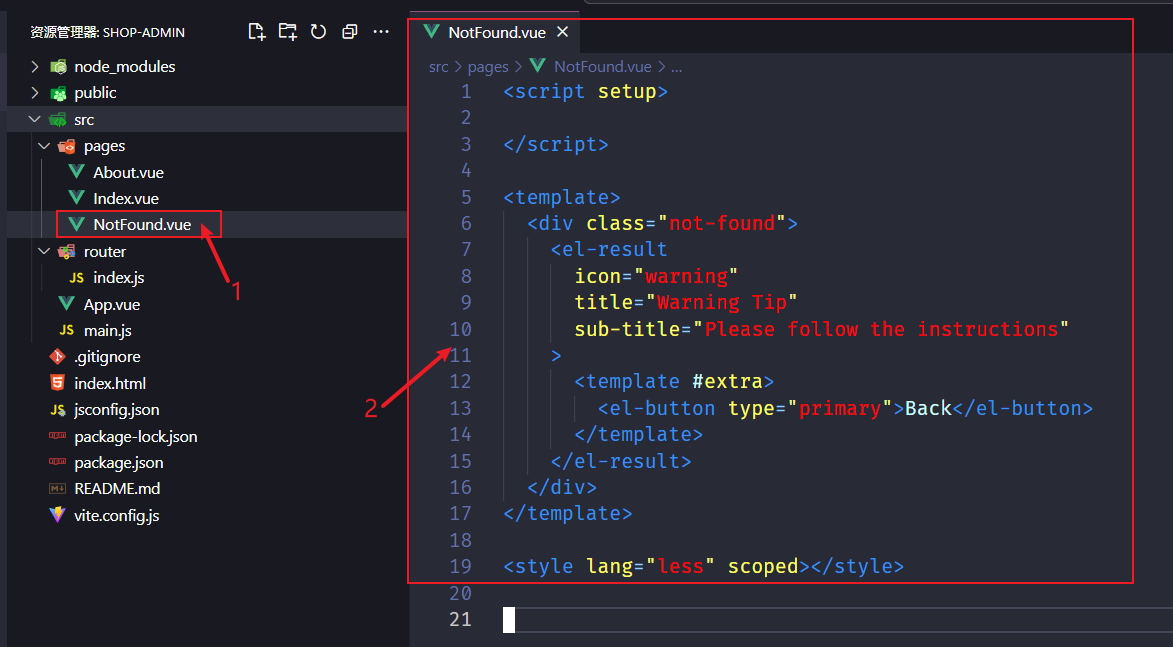 资源管理器: SHOP-ADMIN
node_modules
public
src
pages
About.vue
Index.vue
NotFound.vue
router
JS index.js
App.vue
JS main.js
.gitignore
index.html
JS jsconfig.json
package-lock.json
package.json
README.md
vite.config.js
1
2
NotFound.vue
src > pages > NotFound.vue > ...
1 <script setup>
2
3 </script>
4
5 <template>
6 <div class="not-found">
7 <el-result
8 icon="warning"
9 title="Warning Tip"
10 sub-title="Please follow the instructions"
11 >
12 <template #extra>
13 <el-button type="primary">Back</el-button>
14 </template>
15 </el-result>
16 </div>
17 </template>
18
19 <style lang="less" scoped></style>
20
21